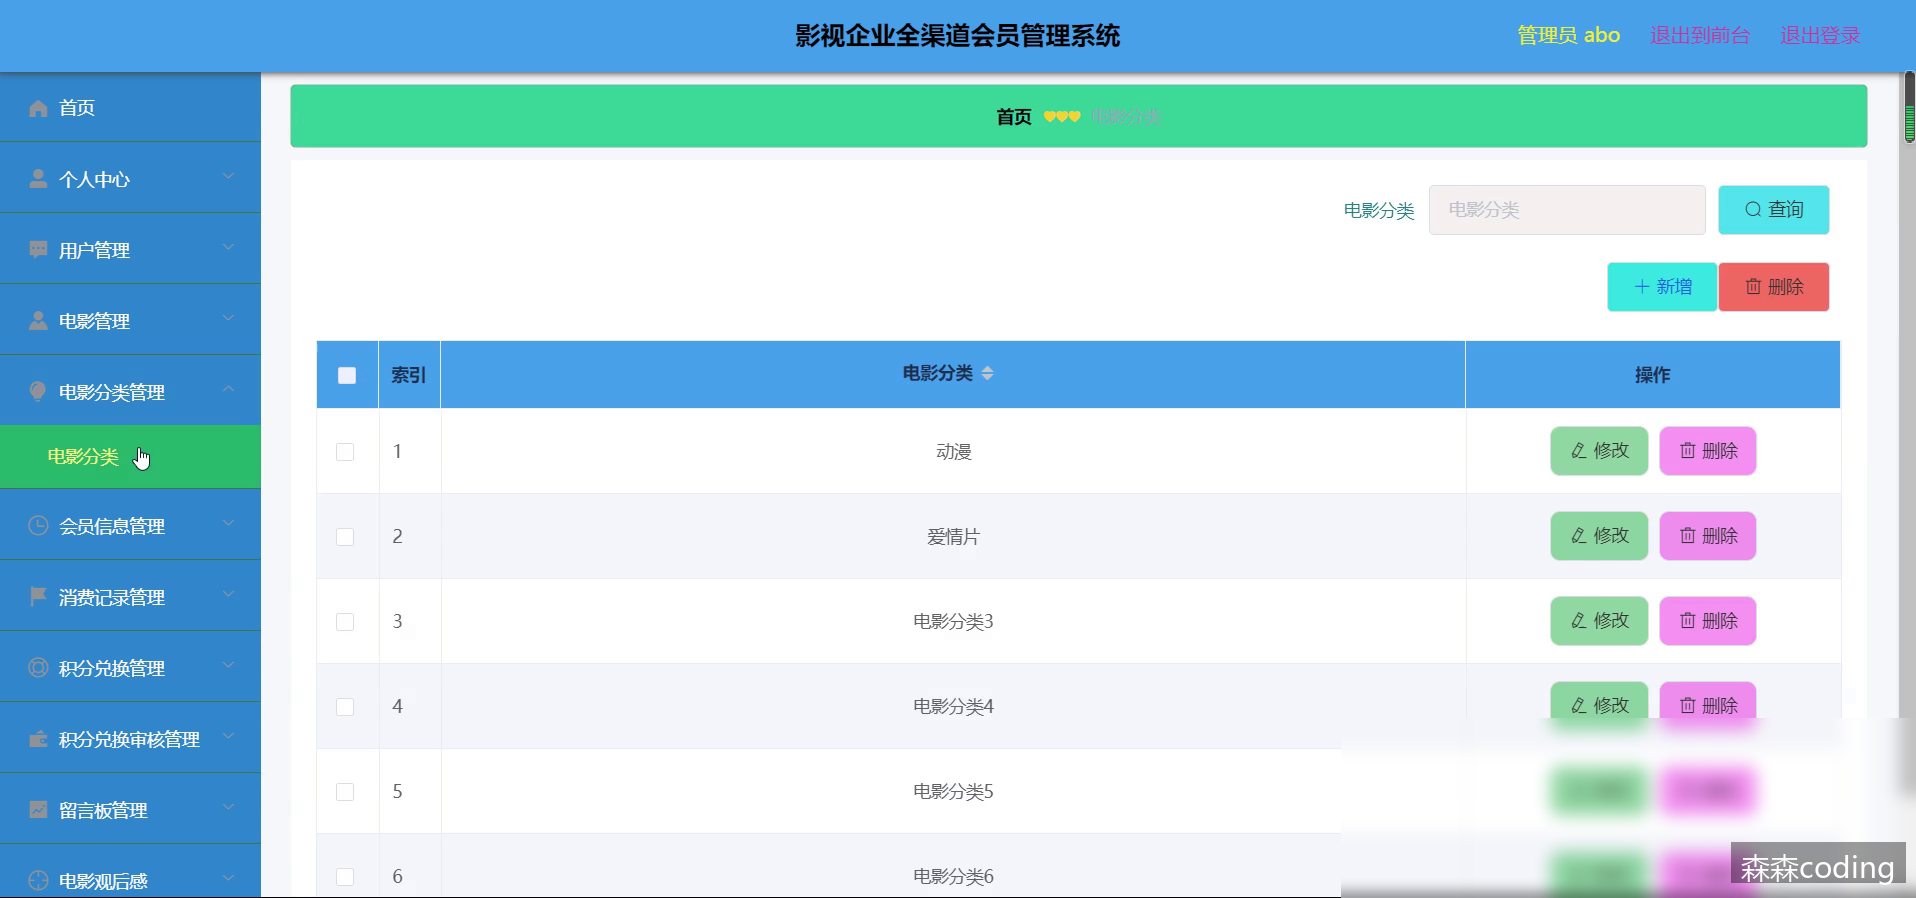 影视企业全渠道会员管理系统
管理员 abo
退出到前台
退出登录
首页
个人中心
用户管理
电影管理
电影分类管理
电影分类
会员信息管理
消费记录管理
积分兑换管理
积分兑换审核管理
留言板管理
电影观后感
首页 电影分类
电影分类 电影分类 查询
新增 删除
索引 电影分类 操作
1 动漫 修改 删除
2 爱情片 修改 删除
3 电影分类3 修改 删除
4 电影分类4 修改 删除
5 电影分类5
6 电影分类6
森森coding